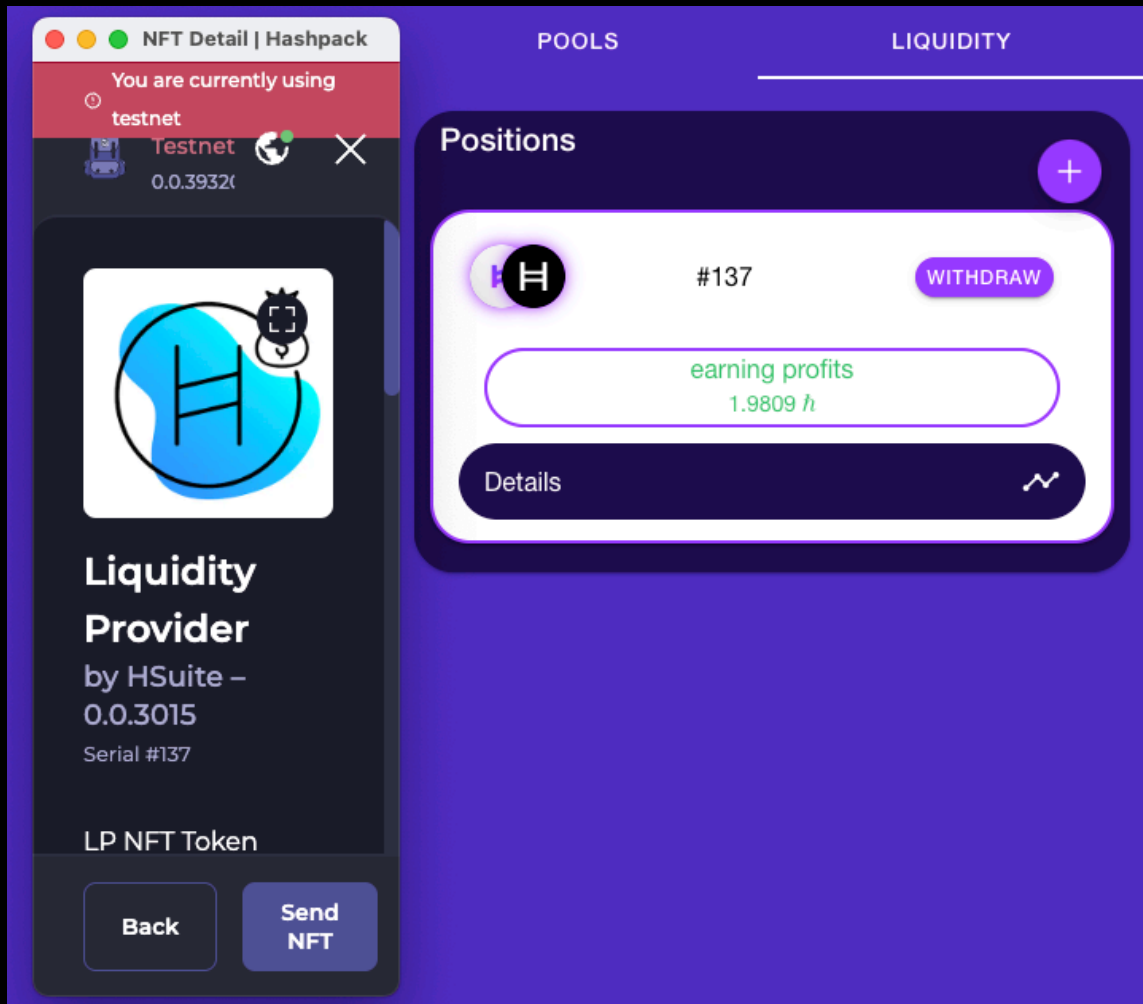 NFT Detail | Hashpack
You are currently using
testnet
Testnet
0.0.3932
Liquidity
Provider
by HSuite –
0.0.3015
Serial #137
LP NFT Token
Back
Send
NFT
POOLS
LIQUIDITY
Positions
+
#137
WITHDRAW
earning profits
1.9809 ℏ
Details